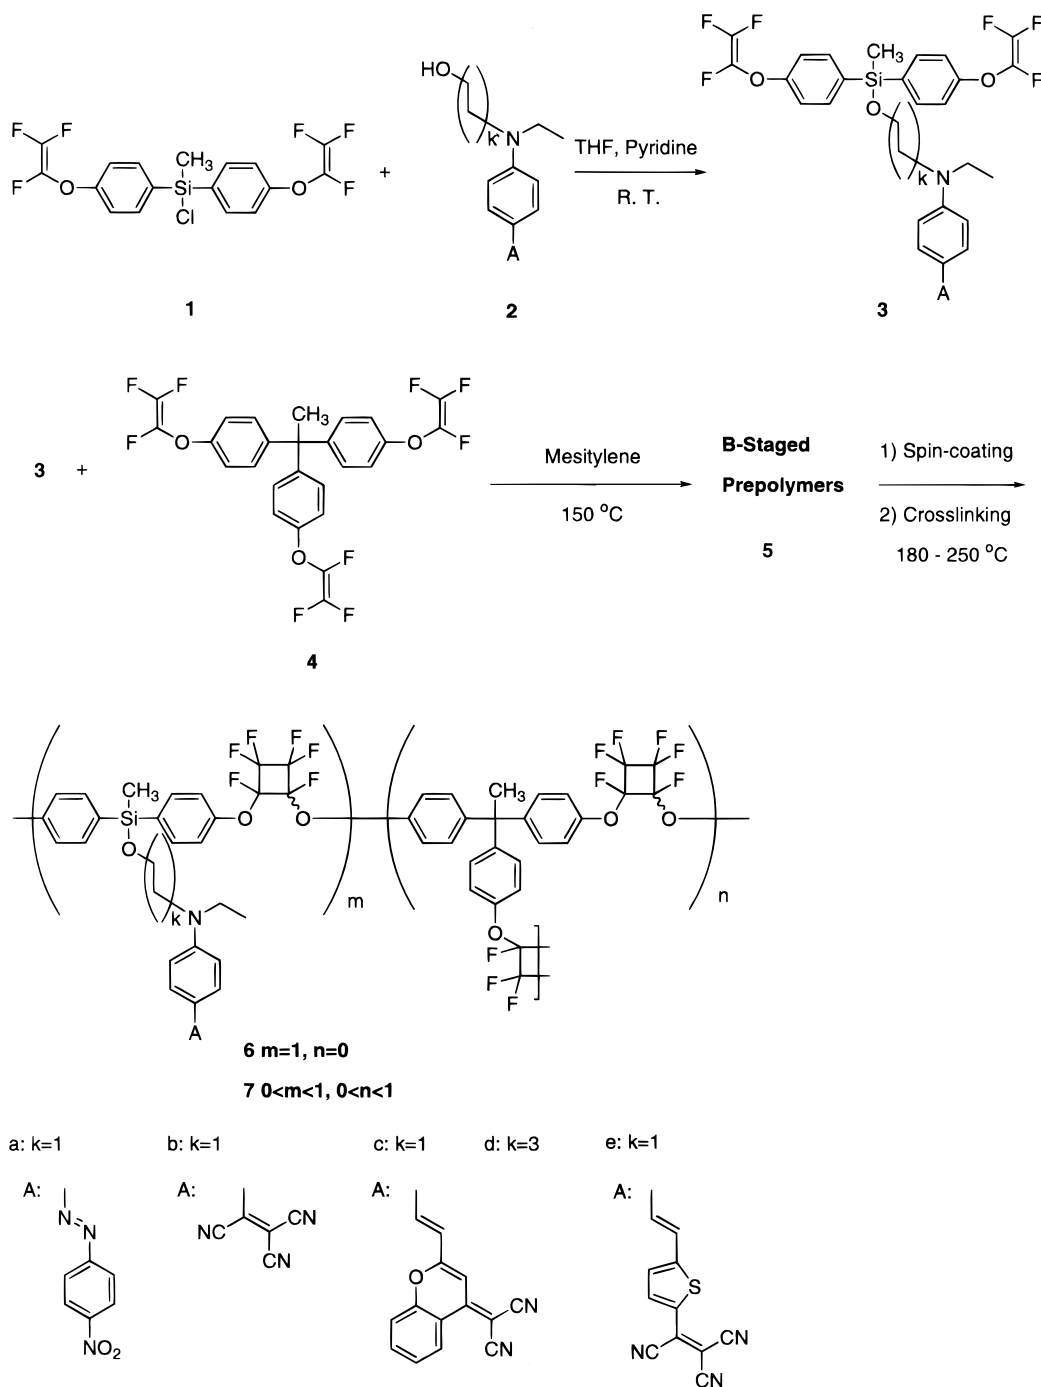 F F F O CH3 Si Cl O F F F
1
+
HO k N A
2
THF, Pyridine
R. T.
F F F O CH3 Si O O F F F k N A
3
3 +
F F F O CH3 O F F F O F F F
4
Mesitylene
150 °C
B-Staged
Prepolymers
5
1) Spin-coating
2) Crosslinking
180 - 250 °C
CH3 Si O k N A O F F F F F F O m
CH3 O F F F F F F O O F F F n
6 m=1, n=0
7 0<m<1, 0<n<1
a: k=1 b: k=1 c: k=1 d: k=3 e: k=1
A: N N NO2
A: NC CN CN
A: O CN CN
A: S NC CN CN